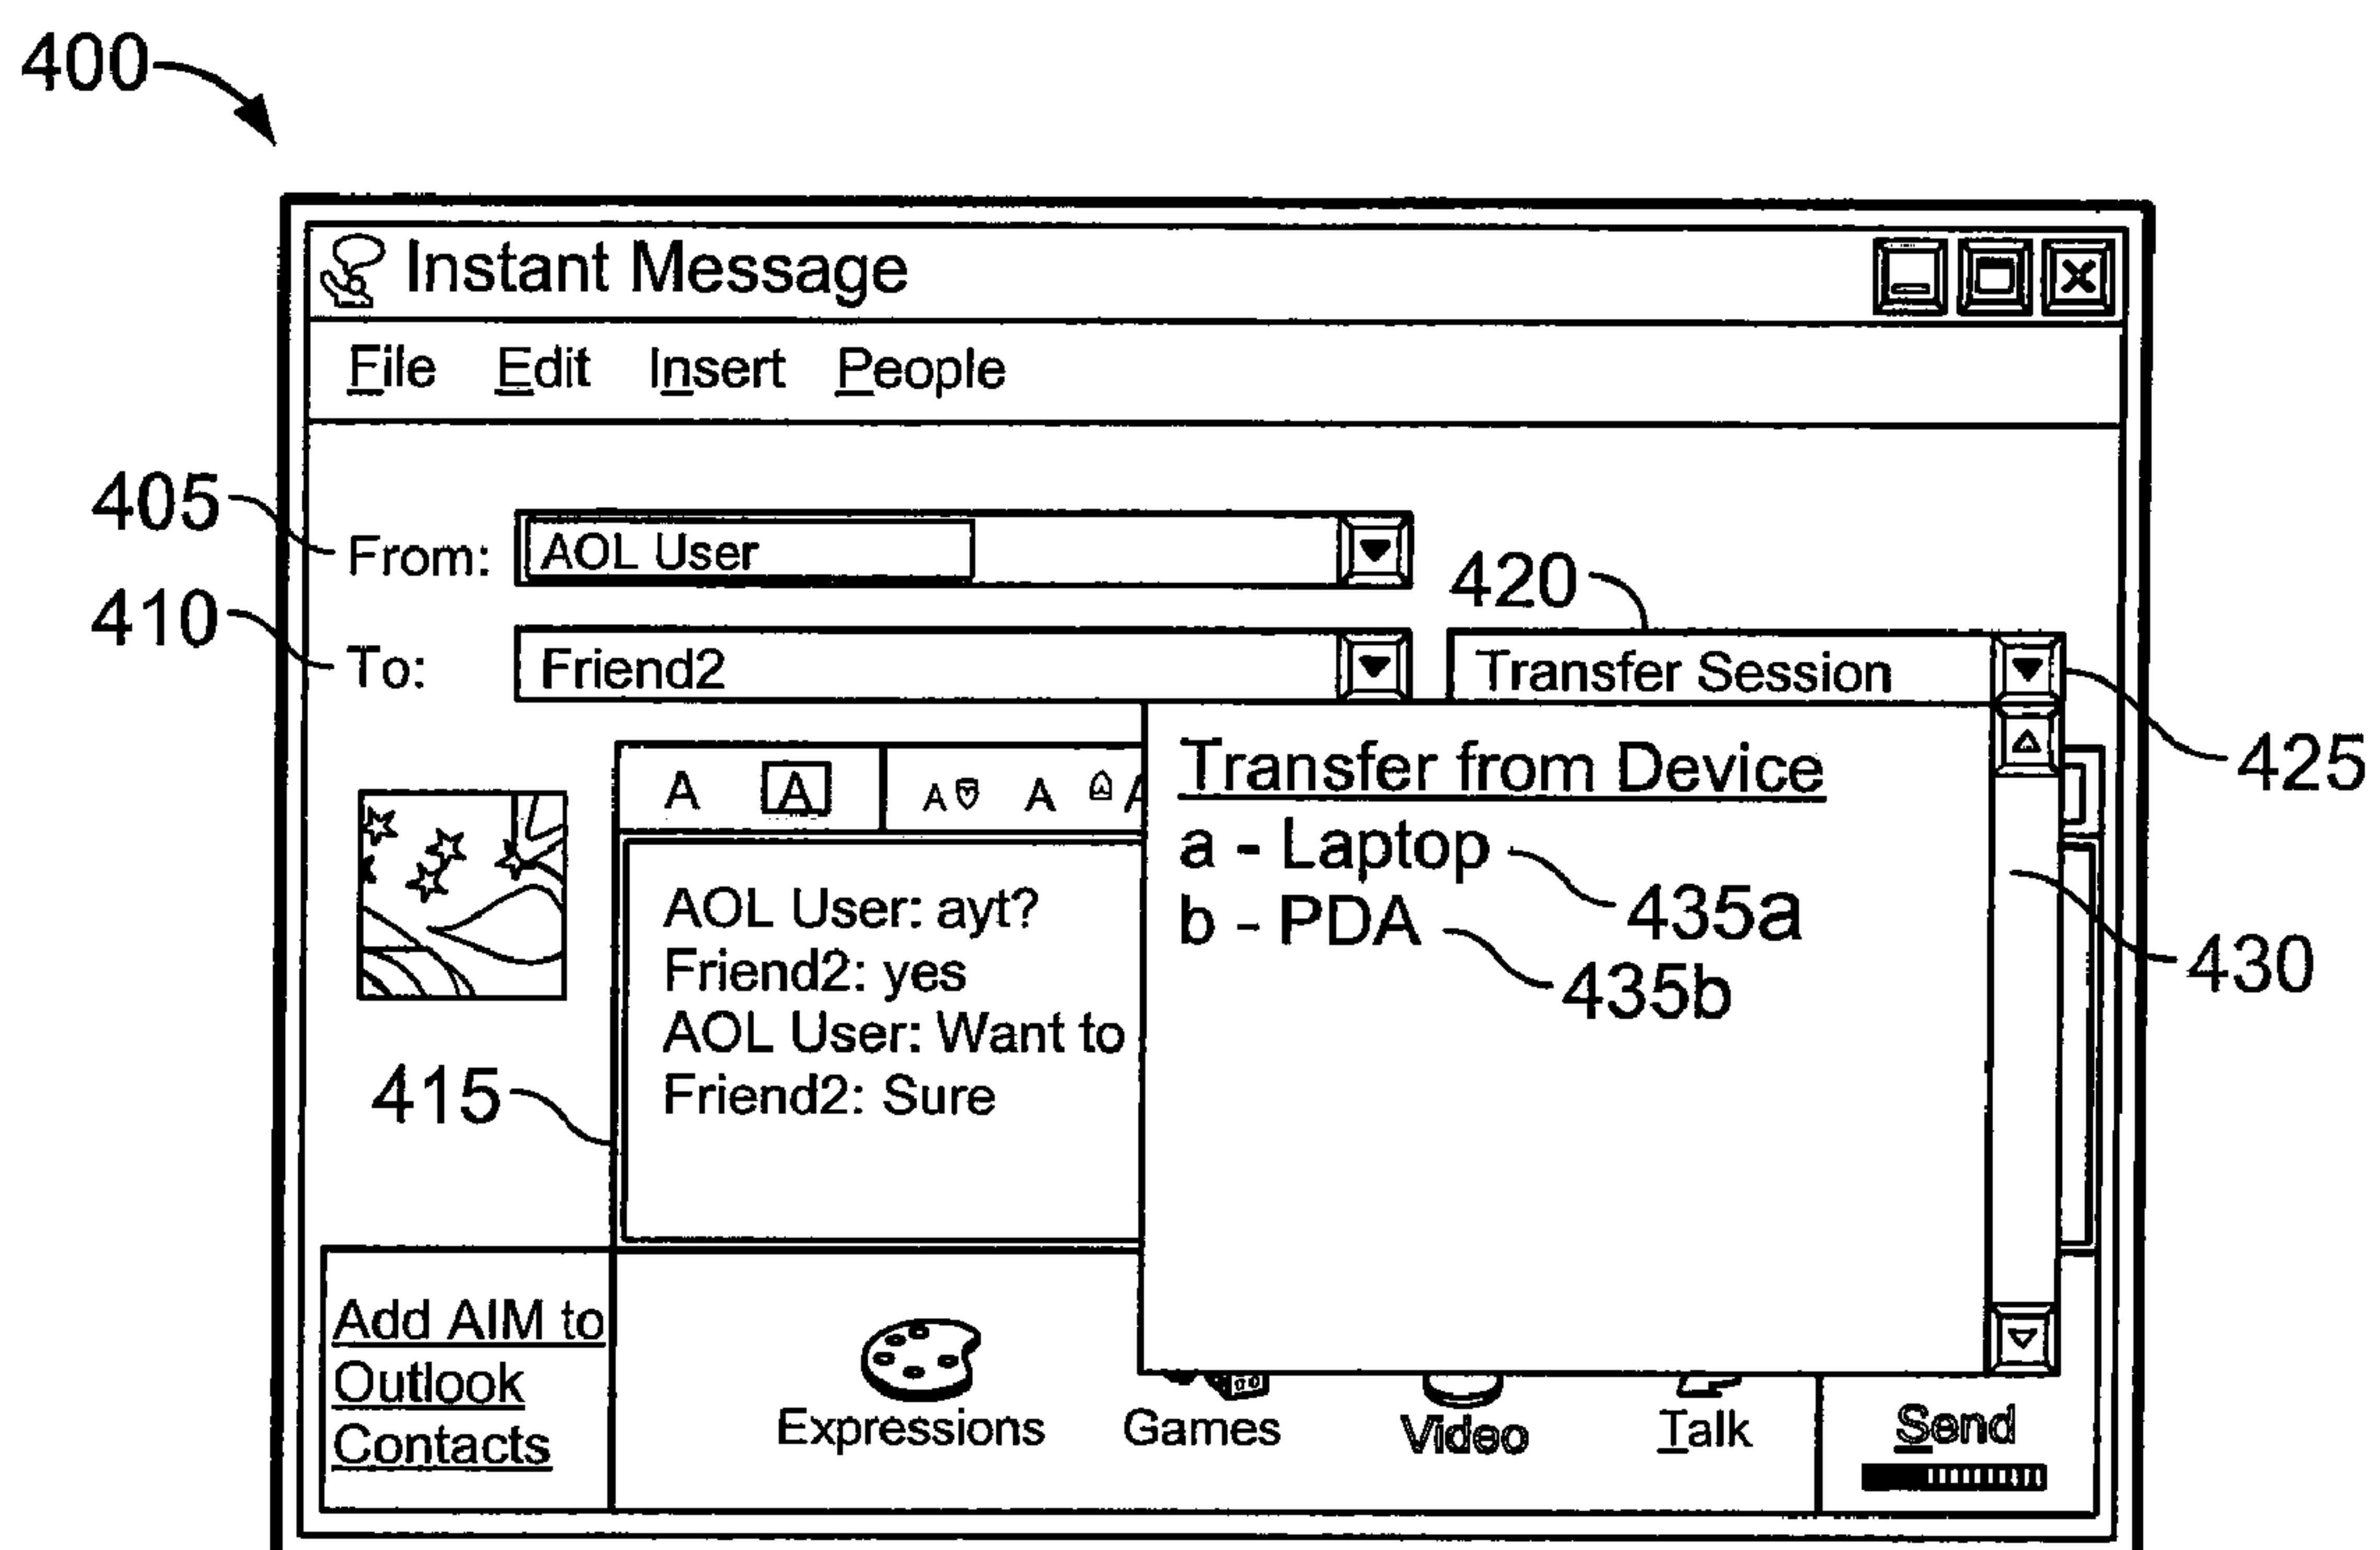 400
Instant Message
File Edit Insert People
405
From: AOL User
420
410
To: Friend2
Transfer Session
425
A A A A
Transfer from Device
a - Laptop
435a
b - PDA
435b
430
AOL User: ayt?
Friend2: yes
AOL User: Want to
Friend2: Sure
415
Add AIM to
Outlook
Contacts
Expressions Games Video Talk Send